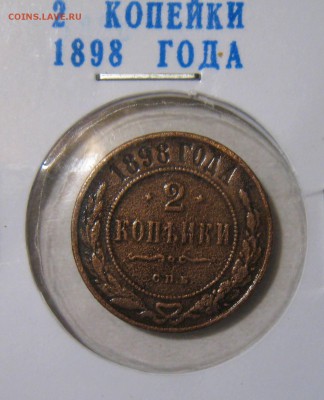 COINS.LAVE.RU
2 КОПЕЙКИ
1898 ГОДА
1898 ГОДА
· 2 ·
КОПѢЙКИ
С.П.Б.